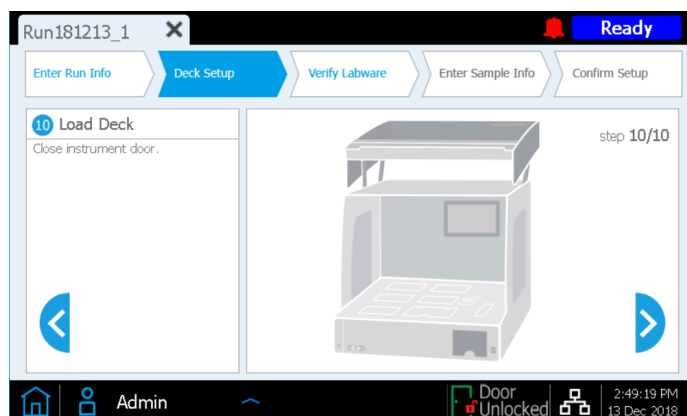 Run181213_1
Ready
Enter Run Info
Deck Setup
Verify Labware
Enter Sample Info
Confirm Setup
10 Load Deck
Close instrument door.
step 10/10
Admin
Door
Unlocked
2:49:19 PM
13 Dec 2018